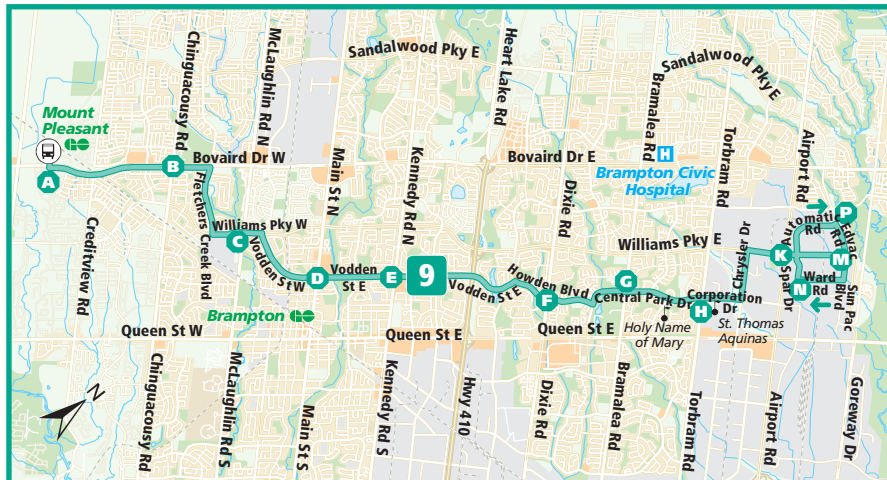 Chinguacousy Rd
McLaughlin Rd N
Sandalwood Pky E
Heart Lake Rd
Bramalea Rd
Sandalwood Pky E
Mount
Pleasant
Main St N
Kennedy Rd N
Torbram Rd
Airport Rd
A
B
Bovaird Dr W
Bovaird Dr E
H
Brampton Civic
Hospital
Dixie Rd
Creditview Rd
Fletchers Creek Blvd
Williams Pky W
C
Vodden St W
D
Vodden
St E
E
9
Vodden St E
Howden Blvd
F
G
Central Park Dr
Williams Pky E
Chrysler Dr
Automatic
Rd
P
Edvac
Rd
K
M
Spar Dr
Ward
Rd
N
Sun Pac
Blvd
Corporation
Dr
H
Brampton
Queen St W
Queen St E
Queen St E
Holy Name
of Mary
St. Thomas
Aquinas
N
Chinguacousy Rd
McLaughlin Rd S
Main St S
Kennedy Rd S
Hwy 410
Dixie Rd
Bramalea Rd
Torbram Rd
Airport Rd
Goreway Dr